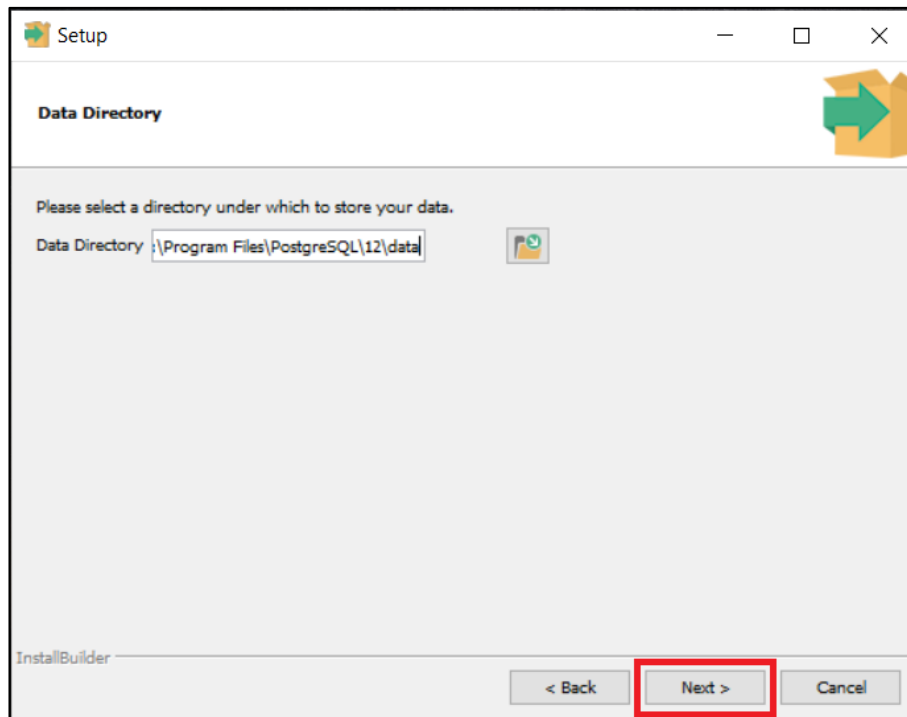 Setup
Data Directory
Please select a directory under which to store your data.
Data Directory :\Program Files\PostgreSQL\12\data
InstallBuilder
< Back Next > Cancel